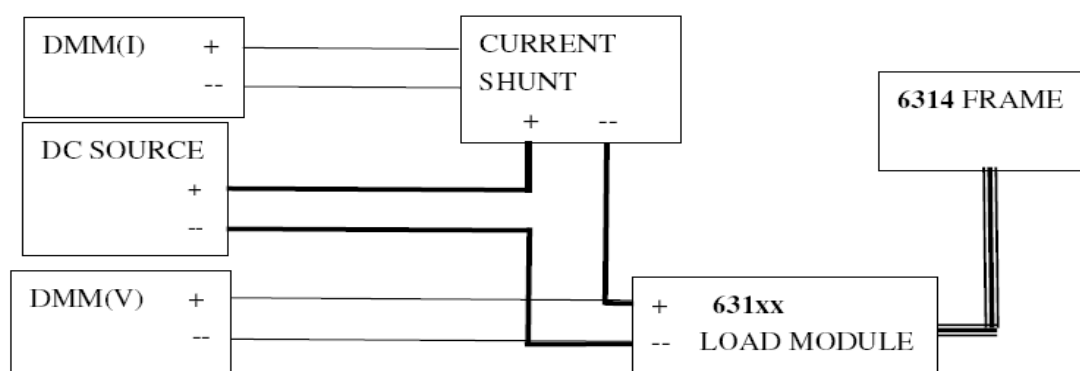 DMM(I) +
--
CURRENT
SHUNT
+ --
6314 FRAME
DC SOURCE
+
--
DMM(V) +
--
+ 631xx
-- LOAD MODULE